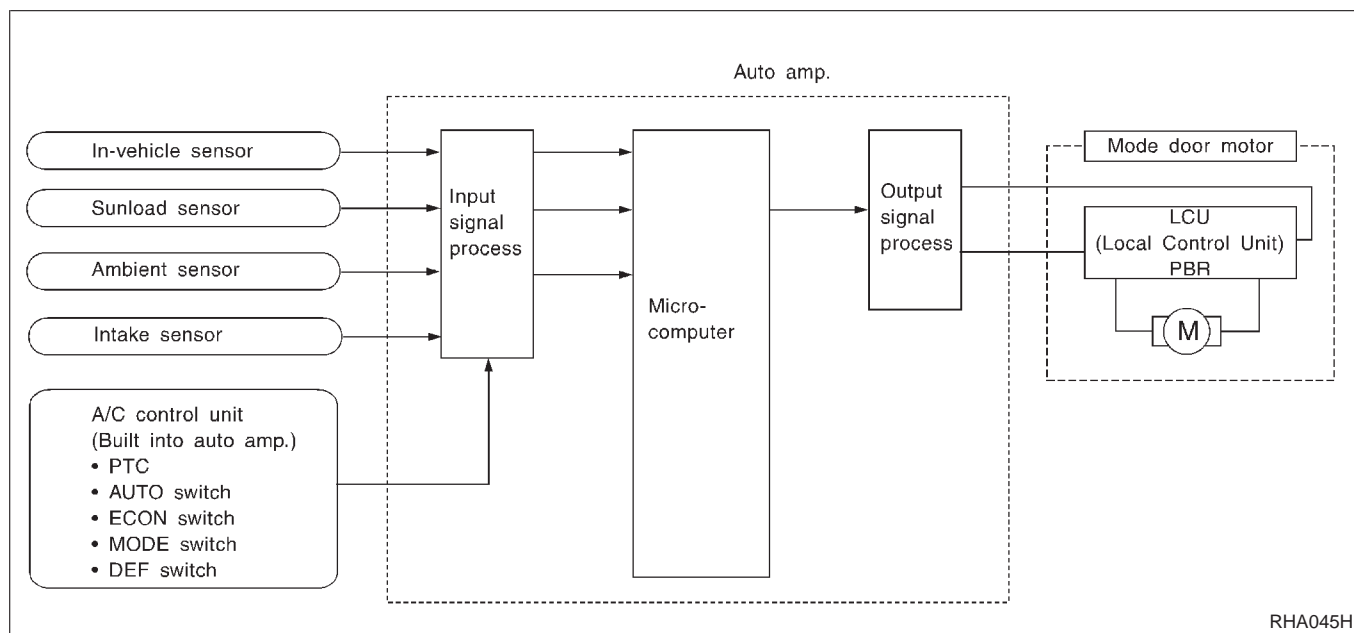 Auto amp.
In-vehicle sensor
Sunload sensor
Ambient sensor
Intake sensor
A/C control unit
(Built into auto amp.)
• PTC
• AUTO switch
• ECON switch
• MODE switch
• DEF switch
Input
signal
process
Micro-
computer
Output
signal
process
Mode door motor
LCU
(Local Control Unit)
PBR
M
RHA045H